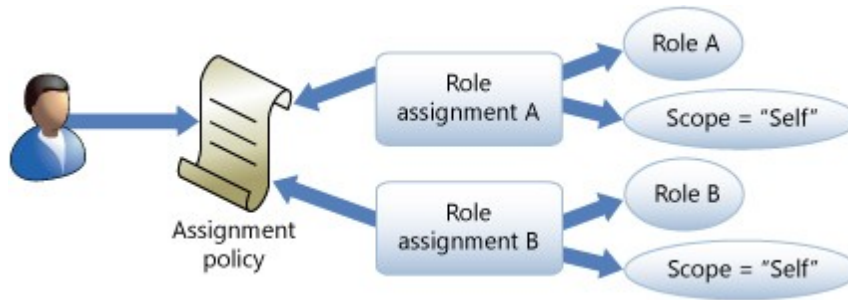 Role A
Role
assignment A
Scope = "Self"
Assignment
policy
Role B
Role
assignment B
Scope = "Self"